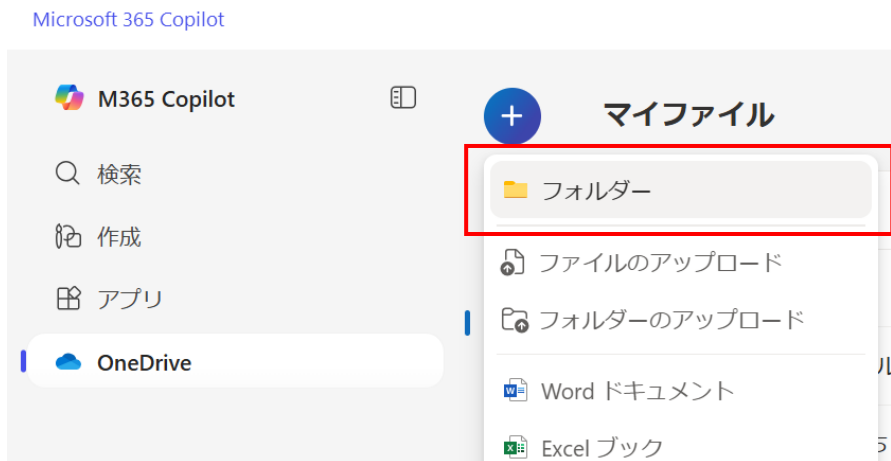 Microsoft 365 Copilot
M365 Copilot
検索
作成
アプリ
OneDrive
マイファイル
フォルダー
ファイルのアップロード
フォルダーのアップロード
Word ドキュメント
Excel ブック